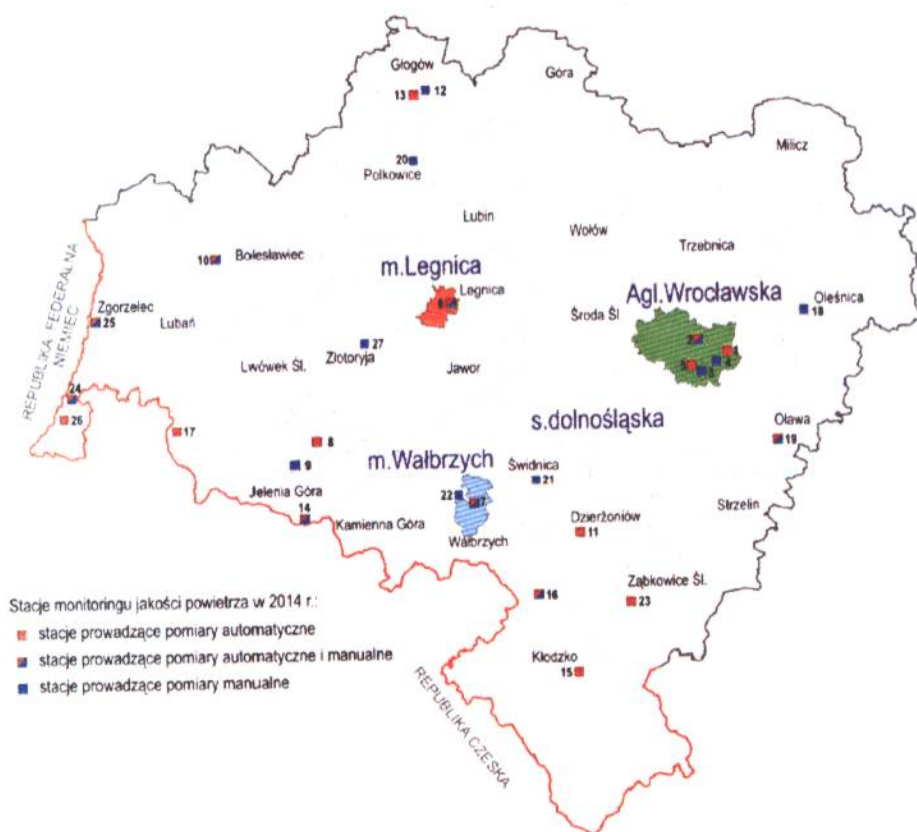 Głogów
Góra
13
12
Milicz
20
Polkowice
Lubin
Wołów
Trzebnica
10
Bolesławiec
m.Legnica
Legnica
Agl.Wrocławska
Oleśnica
18
Zgorzelec
25
Lubań
Środa Śl
REPUBLIKA FEDERALNA
NIEMIEC
27
Złotoryja
Lwówek Śl.
Jawor
24
26
17
8
s.dolnośląska
Oława
19
9
m.Wałbrzych
Świdnica
21
Jelenia Góra
22
7
14
Kamienna Góra
Wałbrzych
Dzierżoniów
11
Strzelin
Ząbkowice Śl.
16
23
Kłodzko
15
REPUBLIKA CZESKA
Stacje monitoringu jakości powietrza w 2014 r.:
stacje prowadzące pomiary automatyczne
stacje prowadzące pomiary automatyczne i manualne
stacje prowadzące pomiary manualne